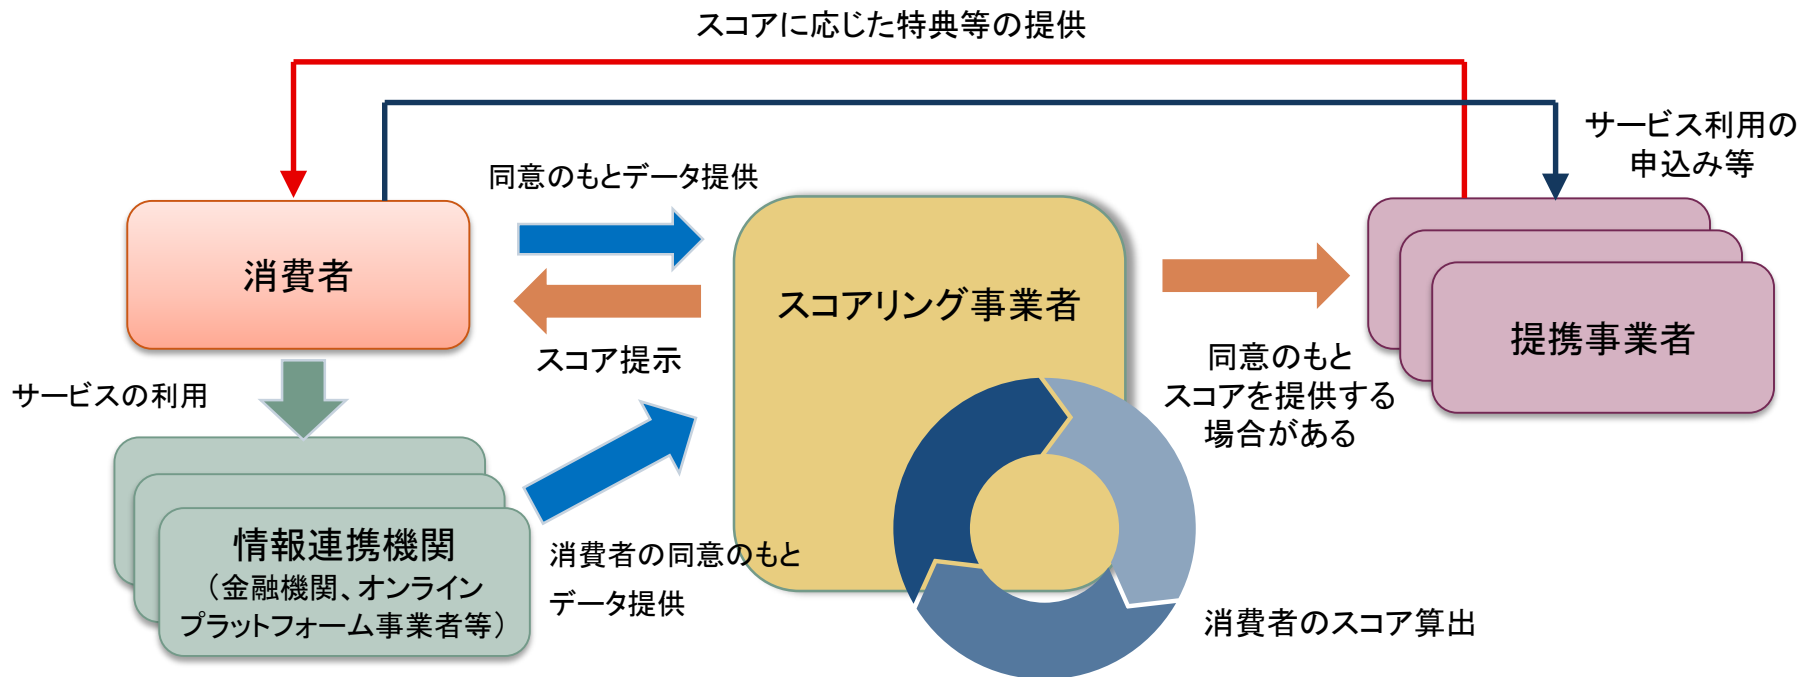 スコアに応じた特典等の提供
サービス利用の
申込み等
同意のもとデータ提供
消費者
スコアリング事業者
提携事業者
スコア提示
同意のもと
スコアを提供する
場合がある
サービスの利用
情報連携機関
（金融機関、オンライン
プラットフォーム事業者等）
消費者の同意のもと
データ提供
消費者のスコア算出